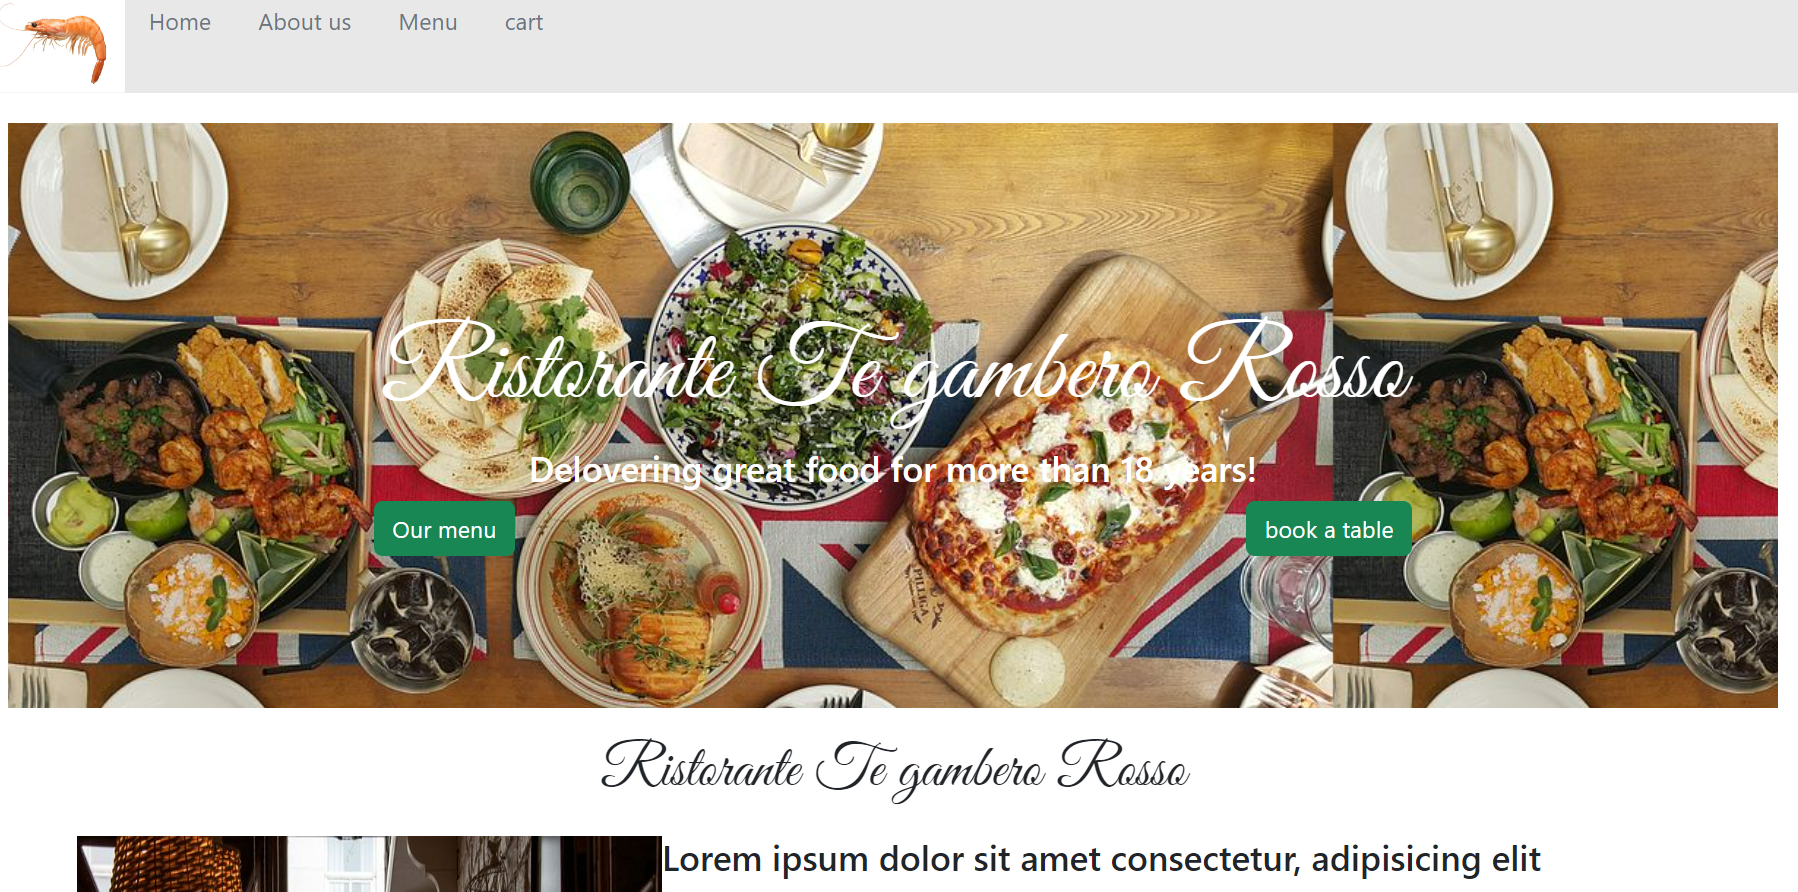 Home About us Menu cart
Ristorante Te gambero Rosso
Delovering great food for more than 18 years!
Our menu book a table
PILLIGA
Ristorante Te gambero Rosso
Lorem ipsum dolor sit amet consectetur, adipisicing elit